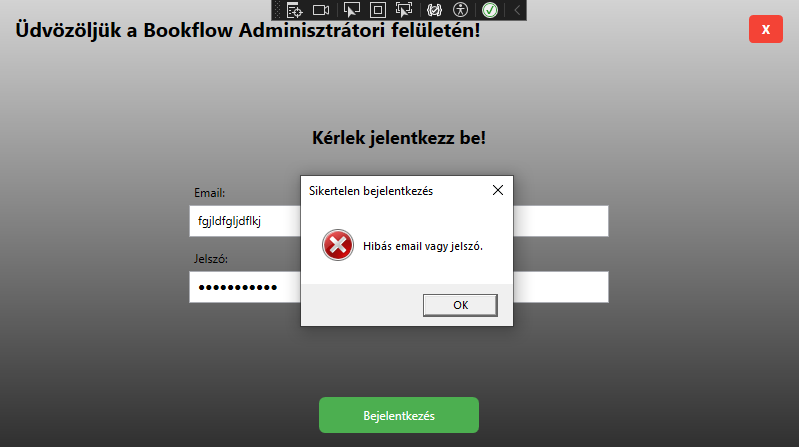 Üdvözöljük a Bookflow Adminisztrátori felületén!
X
Kérlek jelentkezz be!
Email:
fgjldfgljdflkj
Jelszó:
●●●●●●●●●●●
Sikertelen bejelentkezés
Hibás email vagy jelszó.
OK
Bejelentkezés